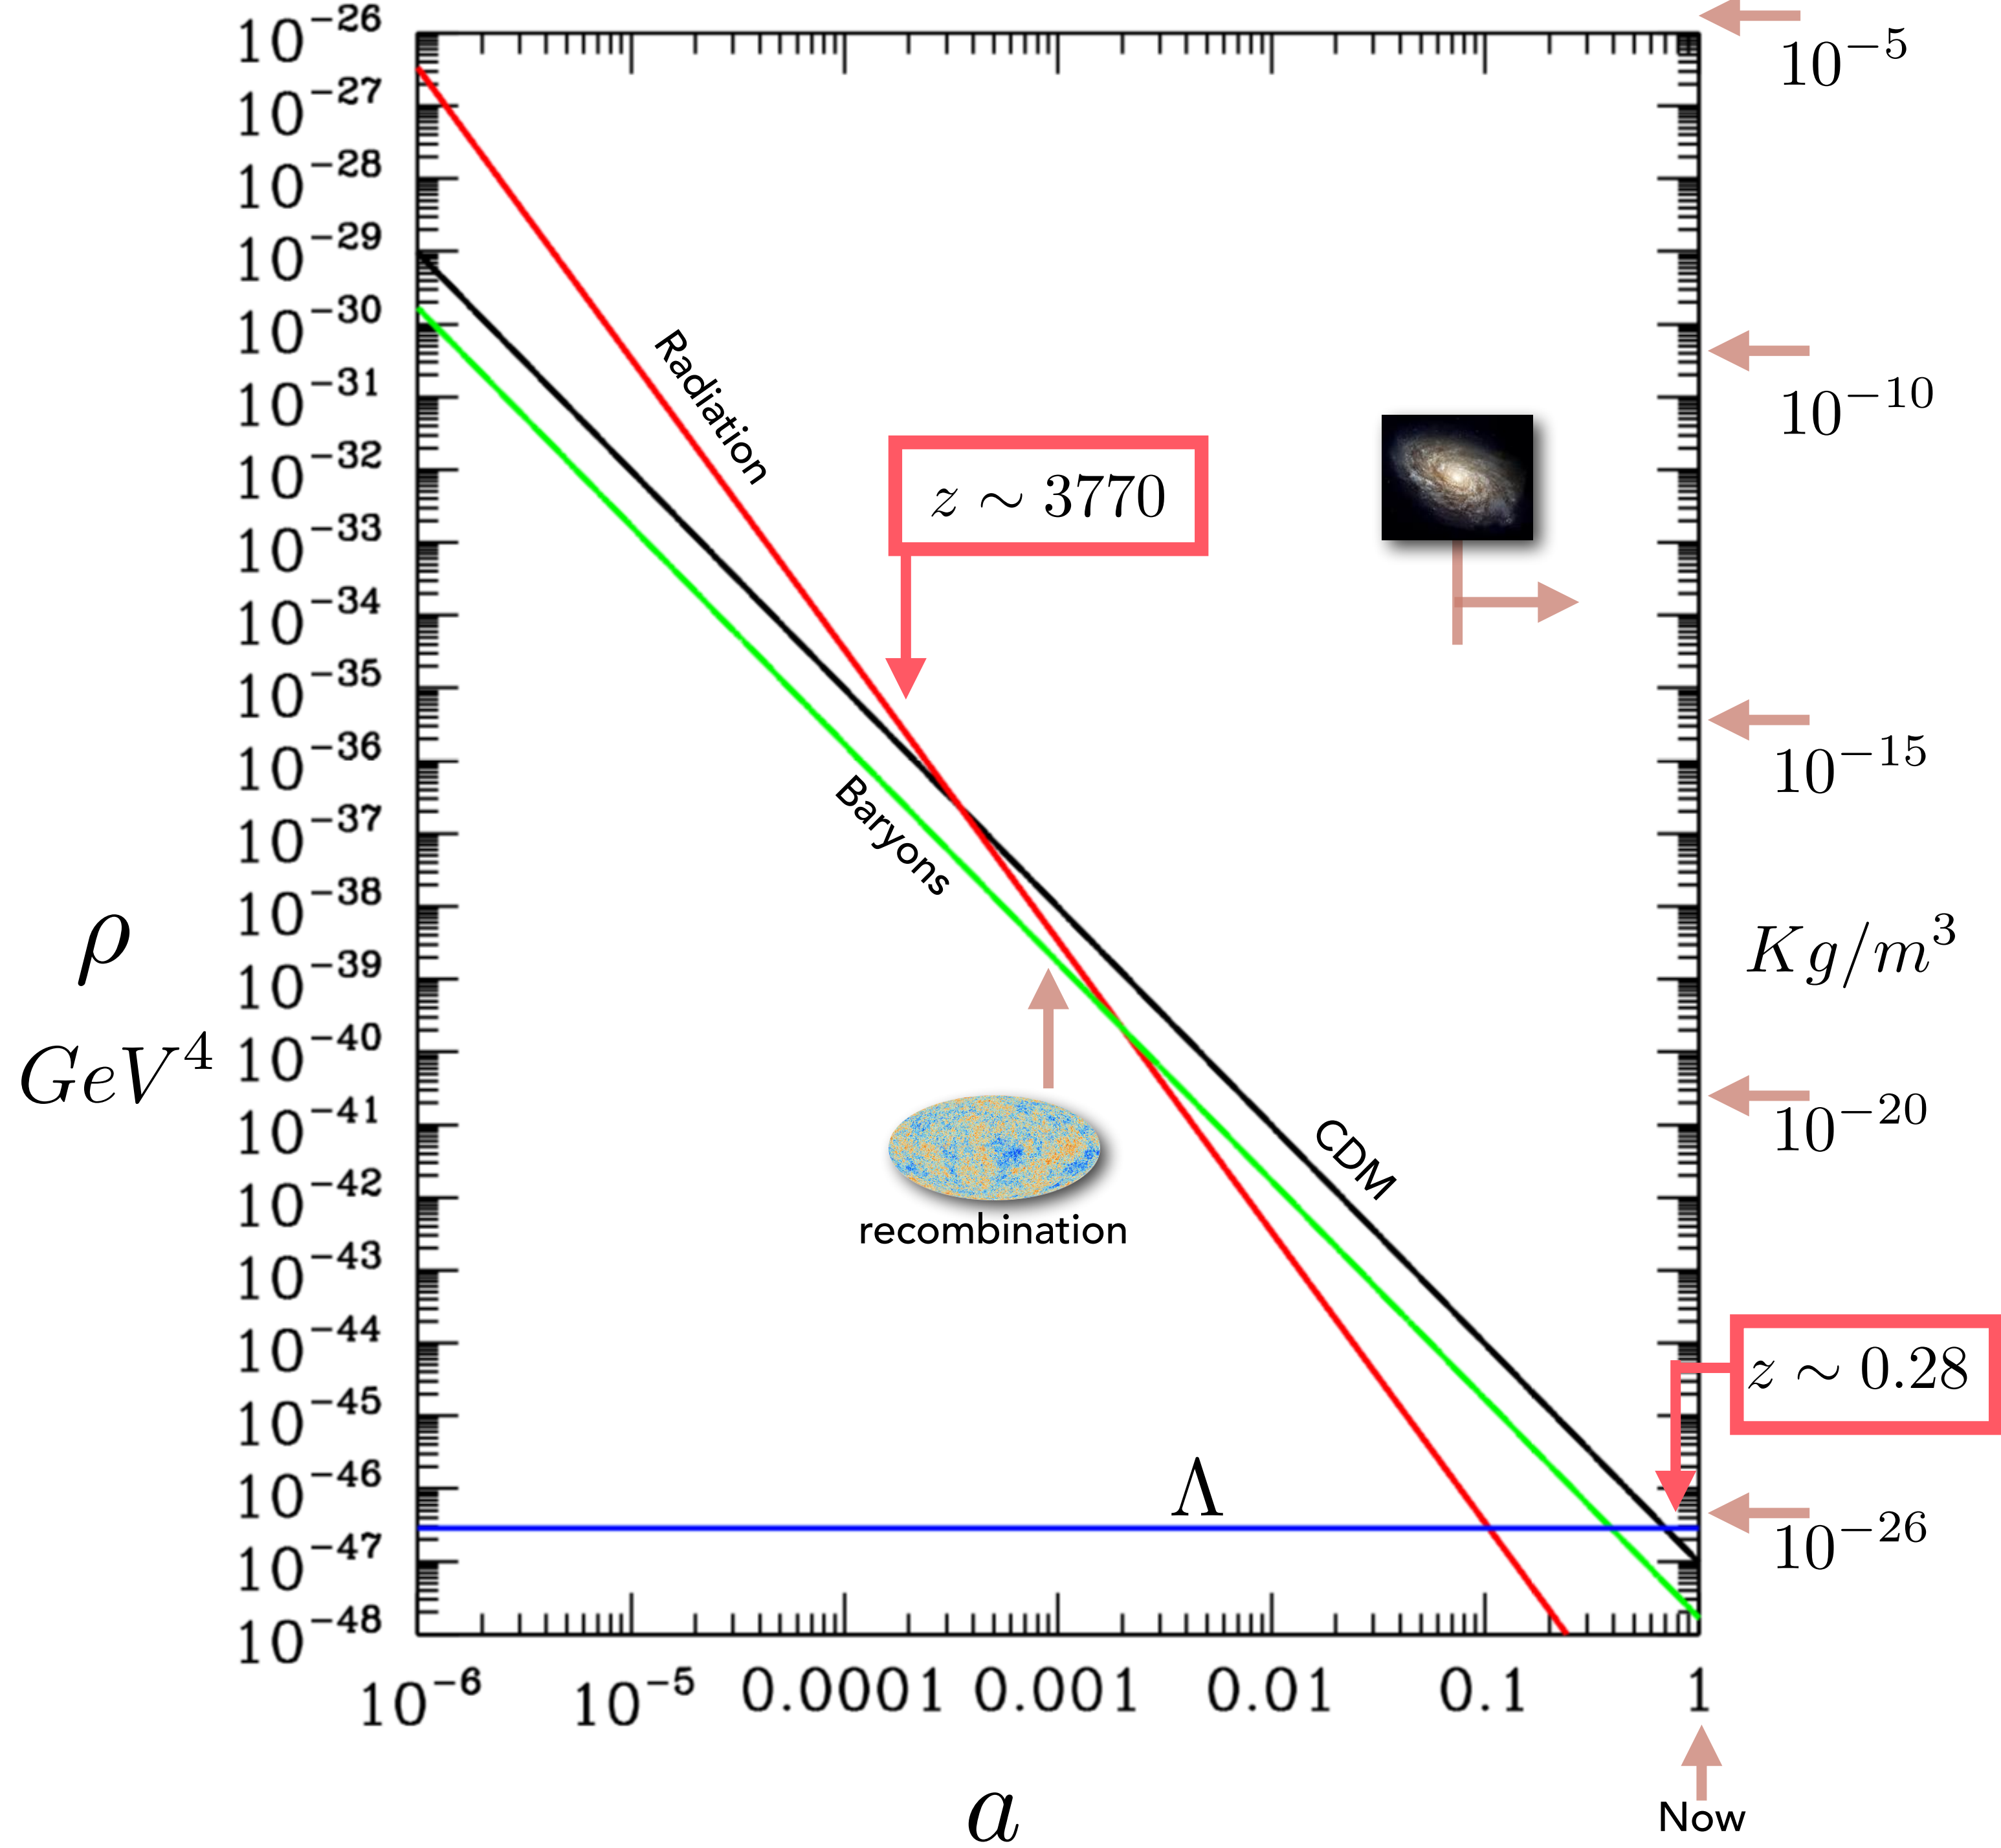 10^-26
10^-27
10^-28
10^-29
10^-30
10^-31
10^-32
10^-33
10^-34
10^-35
10^-36
10^-37
10^-38
10^-39
10^-40
10^-41
10^-42
10^-43
10^-44
10^-45
10^-46
10^-47
10^-48
ρ
GeV^4
Radiation
z ∼ 3770
Baryons
recombination
CDM
Λ
10^-5
10^-10
10^-15
Kg/m^3
10^-20
z ∼ 0.28
10^-26
10^-6 10^-5 0.0001 0.001 0.01 0.1 1
a
Now